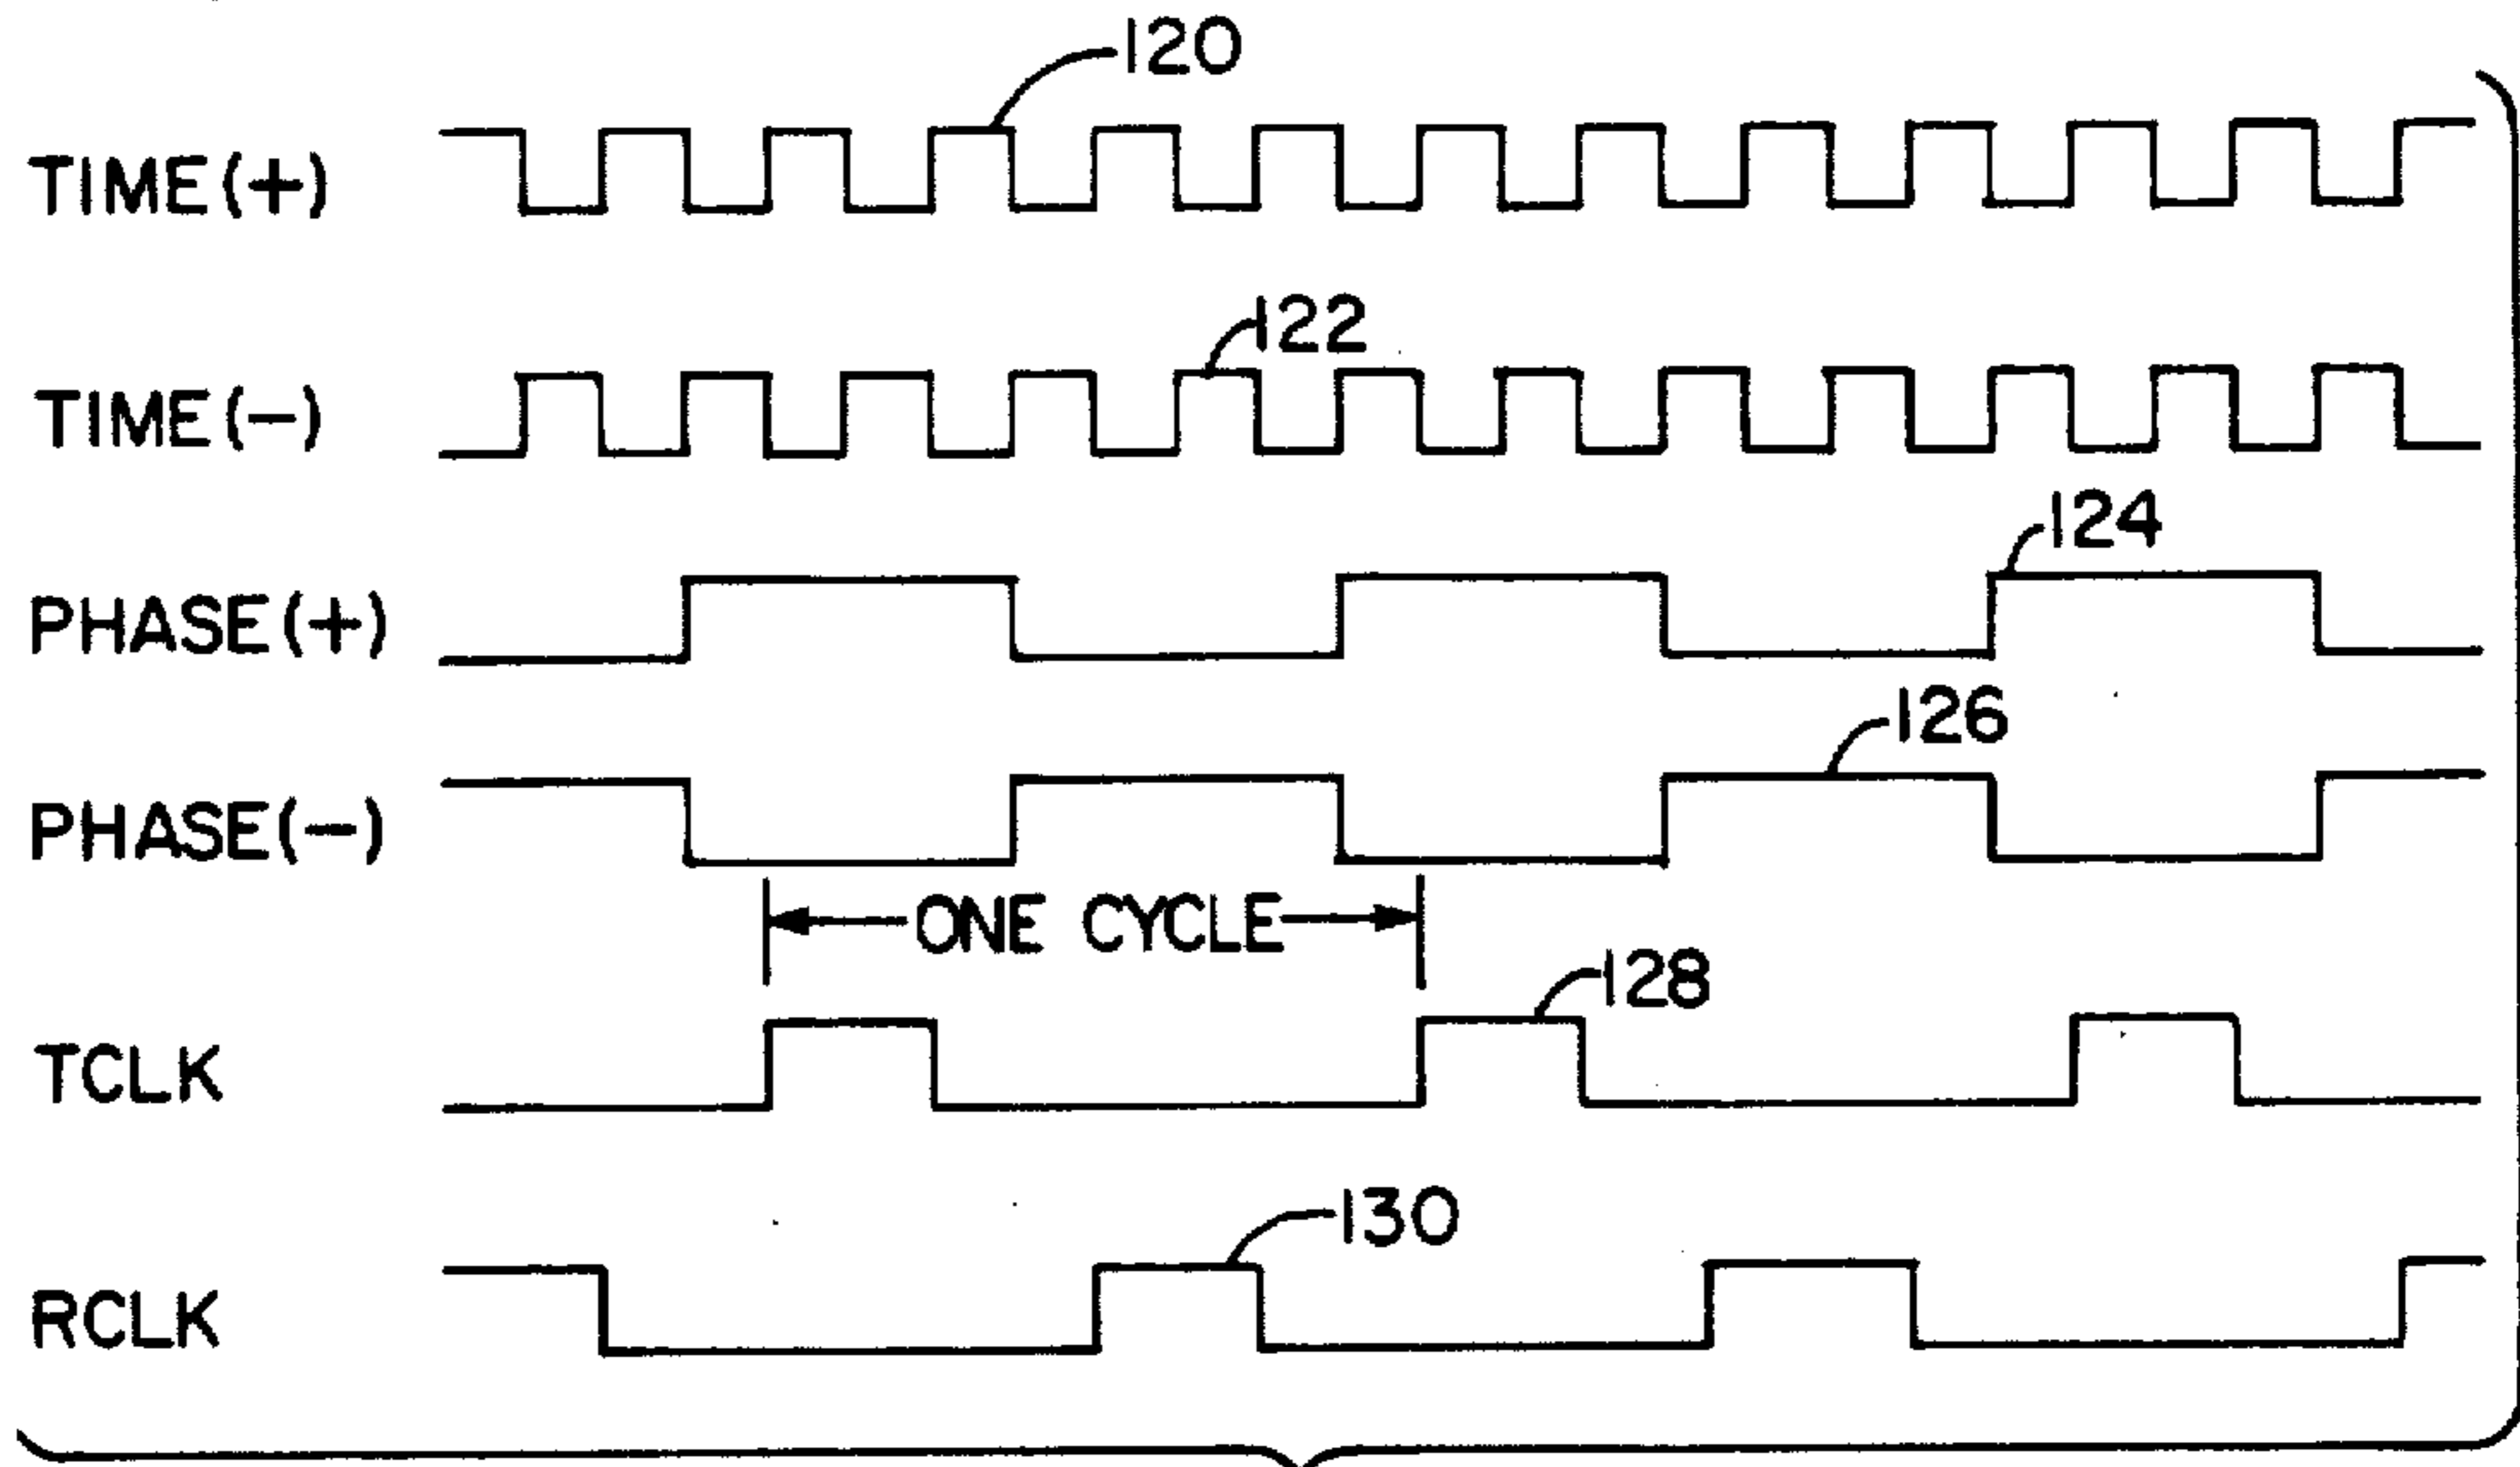 120
TIME(+)
122
TIME(−)
124
PHASE(+)
126
PHASE(−)
ONE CYCLE
128
TCLK
130
RCLK